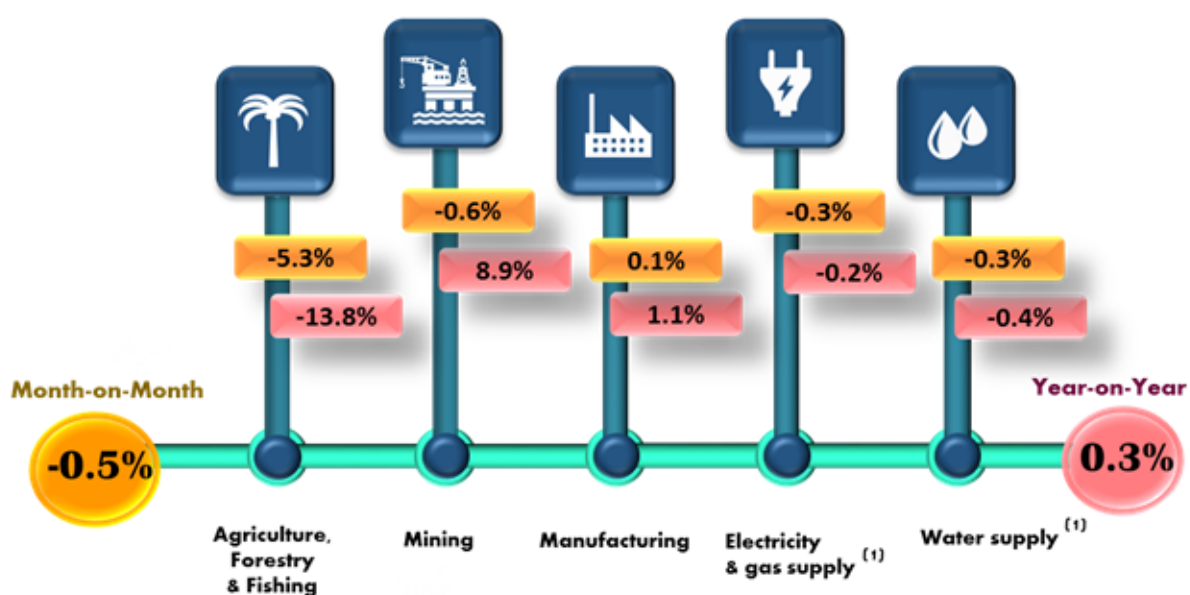 -0.6%
-0.3%
-5.3%
8.9%
0.1%
-0.2%
-0.3%
-13.8%
1.1%
-0.4%
Month-on-Month
Year-on-Year
-0.5%
0.3%
Agriculture,
Forestry
& Fishing
Mining
Manufacturing
Electricity
& gas supply (1)
Water supply (1)